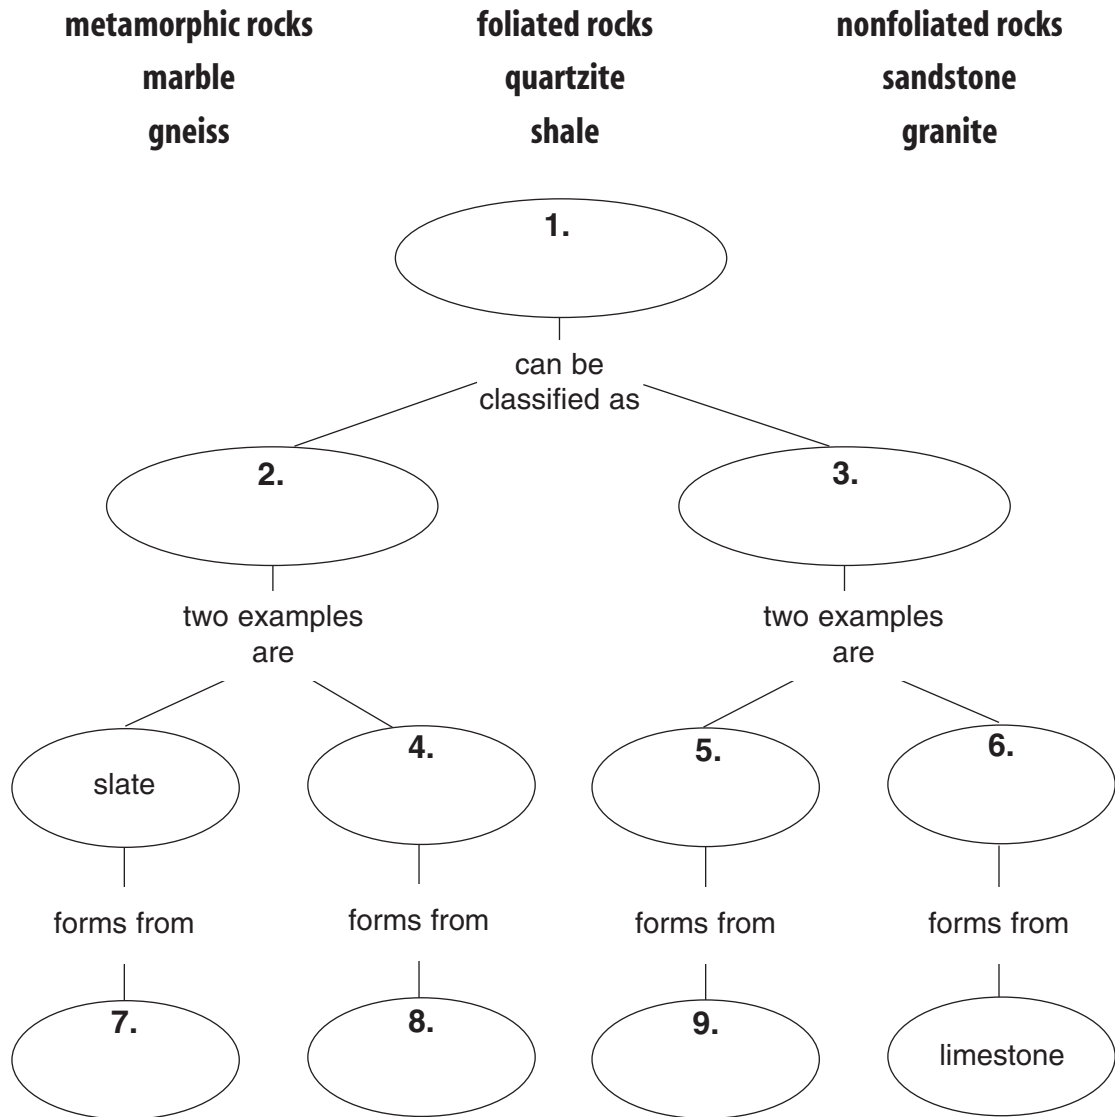 metamorphic rocks foliated rocks nonfoliated rocks
marble quartzite sandstone
gneiss shale granite
1.
can be
classified as
2. 3.
two examples two examples
are are
slate 4. 5. 6.
forms from forms from forms from forms from
7. 8. 9. limestone